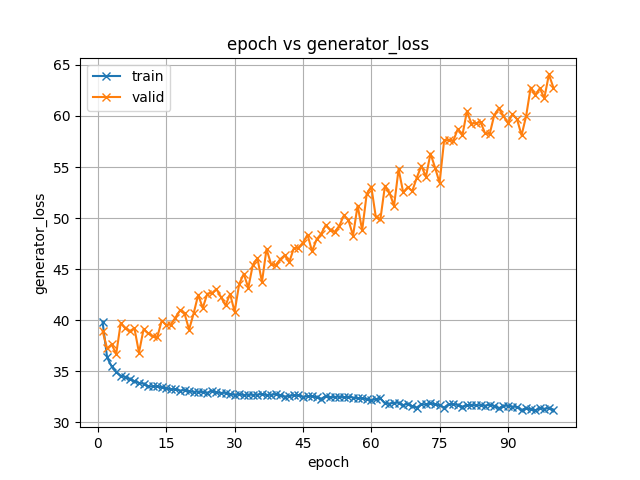 epoch vs generator_loss
train
valid
65
60
55
50
45
40
35
30
generator_loss
0 15 30 45 60 75 90
epoch